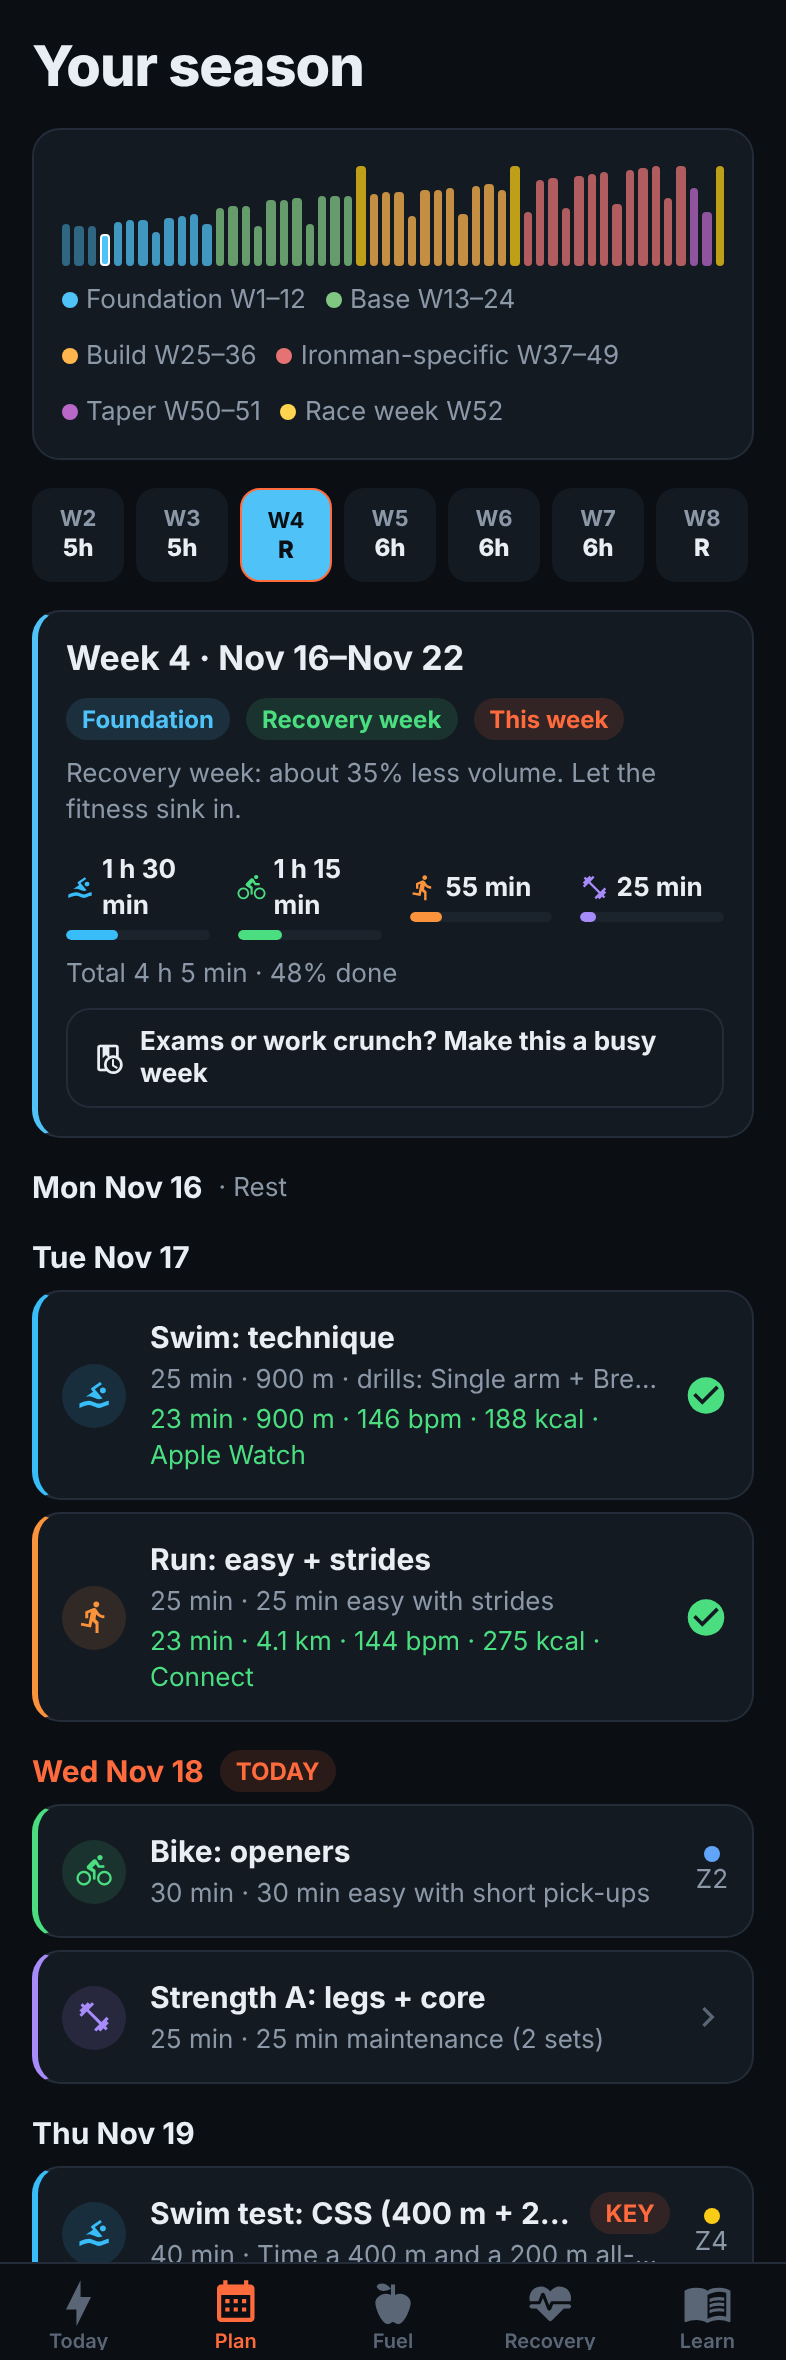 Your season
Foundation W1–12
Base W13–24
Build W25–36
Ironman-specific W37–49
Taper W50–51
Race week W52
W2
5h
W3
5h
W4
R
W5
6h
W6
6h
W7
6h
W8
R
Week 4 · Nov 16–Nov 22
Foundation
Recovery week
This week
Recovery week: about 35% less volume. Let the
fitness sink in.
1 h 30
min
1 h 15
min
55 min
25 min
Total 4 h 5 min · 48% done
Exams or work crunch? Make this a busy
week
Mon Nov 16 · Rest
Tue Nov 17
Swim: technique
25 min · 900 m · drills: Single arm + Bre...
23 min · 900 m · 146 bpm · 188 kcal ·
Apple Watch
Run: easy + strides
25 min · 25 min easy with strides
23 min · 4.1 km · 144 bpm · 275 kcal ·
Connect
Wed Nov 18
TODAY
Bike: openers
30 min · 30 min easy with short pick-ups
Z2
Strength A: legs + core
25 min · 25 min maintenance (2 sets)
Thu Nov 19
Swim test: CSS (400 m + 2...
KEY
40 min · Time a 400 m and a 200 m all-...
Z4
Today
Plan
Fuel
Recovery
Learn